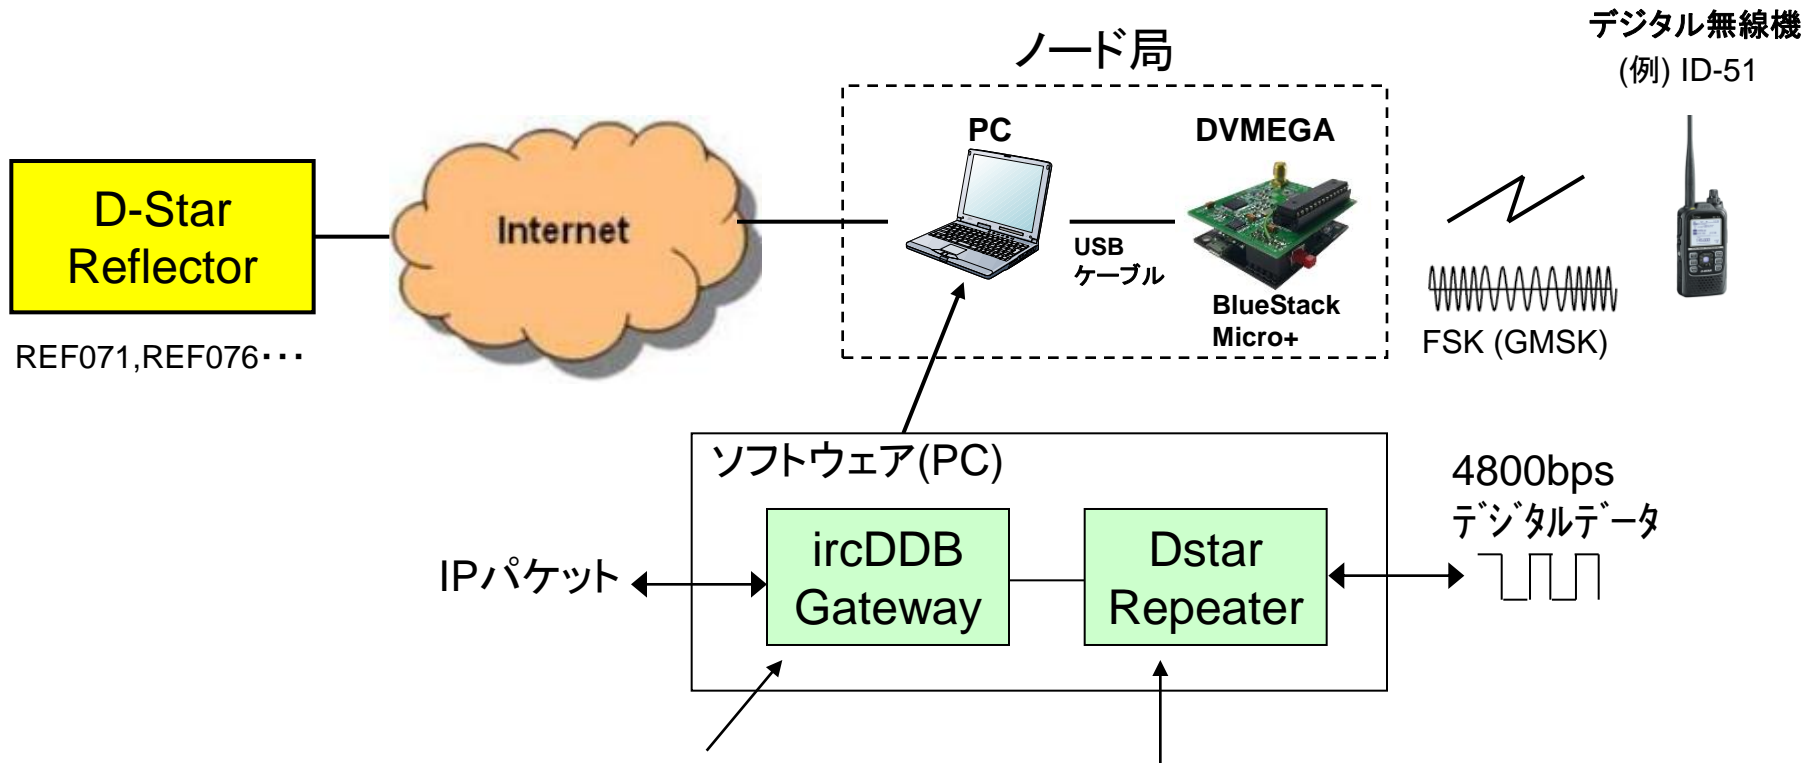 デジタル無線機
(例) ID-51
ノード局
PC
DVMEGA
D-Star
Reflector
Internet
USB
ケーブル
BlueStack
Micro+
REF071,REF076・・・
FSK (GMSK)
ソフトウェア(PC)
4800bps
デジタルデータ
IPパケット
ircDDB
Gateway
Dstar
Repeater